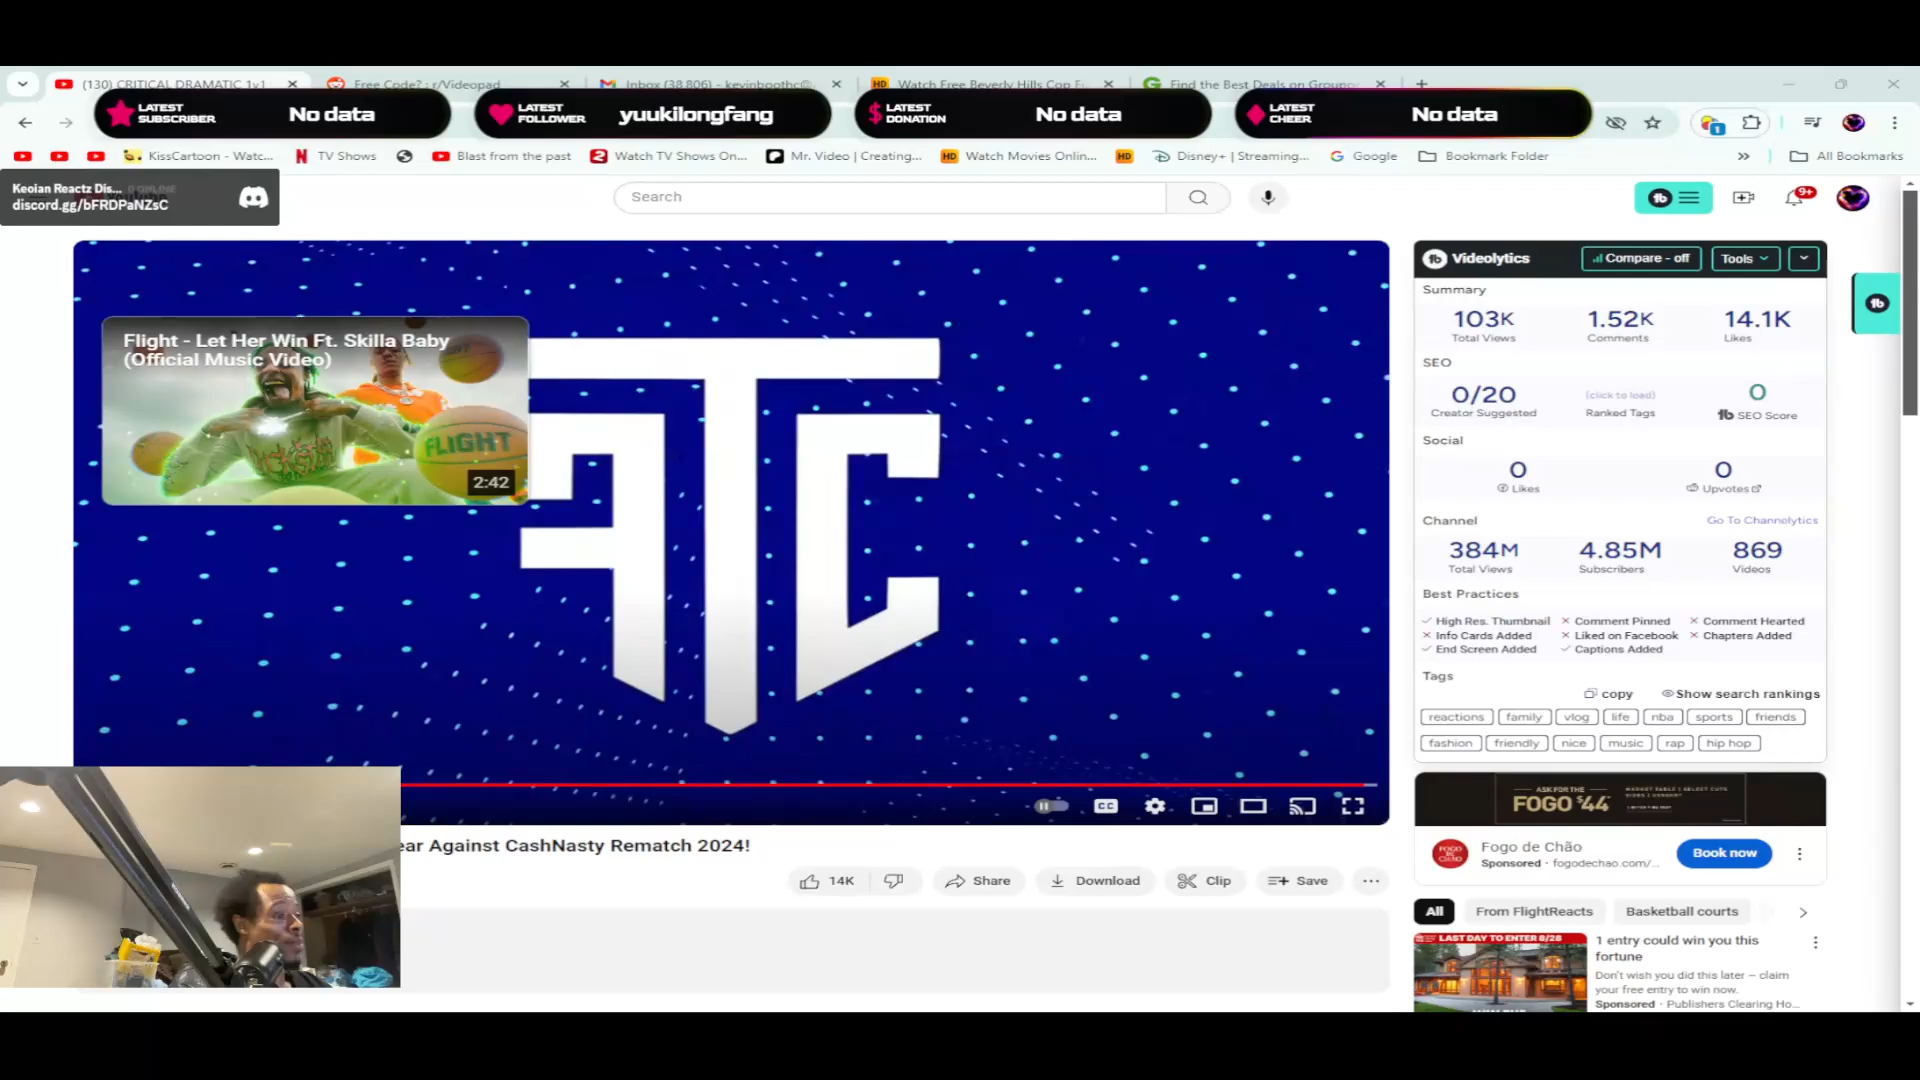 (130) CRITICAL DRAMATIC 1v1
Free Code? : r/Videopad
Inbox (38,806) - kevinboothc@
Watch Free Beverly Hills Cop F
Find the Best Deals on Groupo
LATEST SUBSCRIBER No data
LATEST FOLLOWER yuukilongfang
LATEST DONATION No data
LATEST CHEER No data
KissCartoon - Watc...
TV Shows
Blast from the past
Watch TV Shows On...
Mr. Video | Creating...
Watch Movies Onlin...
Disney+ | Streaming...
Google
Bookmark Folder
All Bookmarks
Keoian Reactz Dis...
0 ONLINE
discord.gg/bFRDPaNZsC
Search
9+
Flight - Let Her Win Ft. Skilla Baby
(Official Music Video)
FLIGHT
2:42
FTC
CC
ear Against CashNasty Rematch 2024!
14K
Share
Download
Clip
Save
Videolytics
Compare - off
Tools
Summary
103K 1.52K 14.1K
Total Views Comments Likes
SEO
0/20 (click to load) 0
Creator Suggested Ranked Tags SEO Score
Social
0 0
Likes Upvotes
Channel Go To Channelytics
384M 4.85M 869
Total Views Subscribers Videos
Best Practices
High Res. Thumbnail Comment Pinned Comment Hearted
Info Cards Added Liked on Facebook Chapters Added
End Screen Added Captions Added
Tags
copy Show search rankings
reactions family vlog life nba sports friends
fashion friendly nice music rap hip hop
ASK FOR THE
FOGO $44
Fogo de Chão
Sponsored · fogodechao.com/...
Book now
All From FlightReacts Basketball courts
LAST DAY TO ENTER 8/28
1 entry could win you this
fortune
Don't wish you did this later – claim
your free entry to win now.
Sponsored · Publishers Clearing Ho...